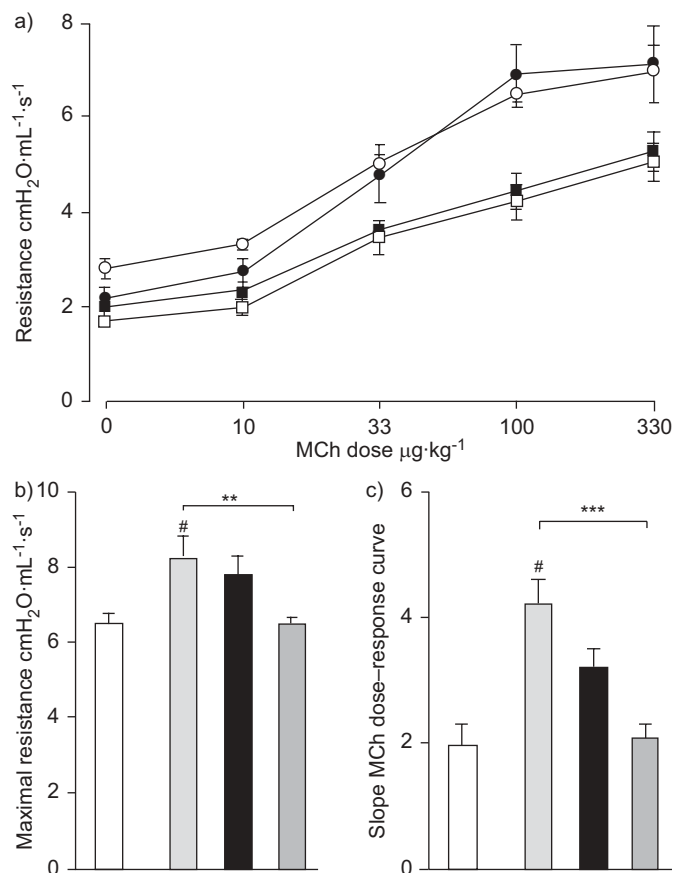 a)
8
6
4
2
0
Resistance cmH₂O·mL⁻¹·s⁻¹
0 10 33 100 330
MCh dose µg·kg⁻¹
b)
10
8
6
4
2
0
Maximal resistance cmH₂O·mL⁻¹·s⁻¹
#
**
c)
6
4
2
0
Slope MCh dose–response curve
#
***